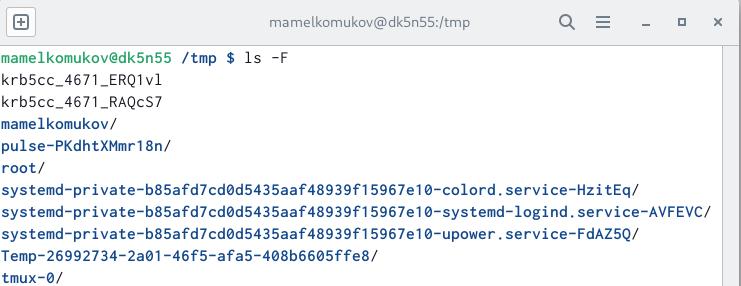 mamelkomukov@dk5n55:/tmp
mamelkomukov@dk5n55 /tmp $ ls -F
krb5cc_4671_ERQ1vl
krb5cc_4671_RAQcS7
mamelkomukov/
pulse-PKdhtXMmr18n/
root/
systemd-private-b85afd7cd0d5435aaf48939f15967e10-colord.service-HzitEq/
systemd-private-b85afd7cd0d5435aaf48939f15967e10-systemd-logind.service-AVFEVC/
systemd-private-b85afd7cd0d5435aaf48939f15967e10-upower.service-FdAZ5Q/
Temp-26992734-2a01-46f5-afa5-408b6605ffe8/
tmux-0/